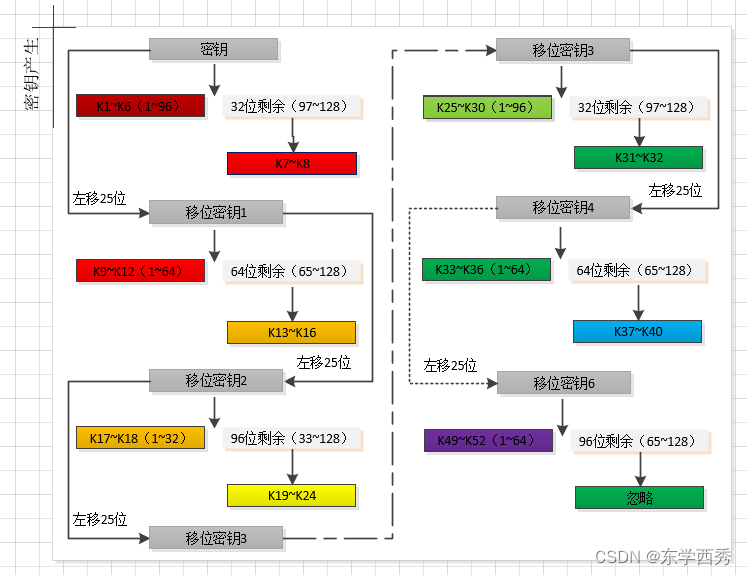 密钥产生
密钥
K1~K6（1~96）
32位剩余（97~128）
K7~K8
左移25位
移位密钥1
K9~K12（1~64）
64位剩余（65~128）
K13~K16
左移25位
移位密钥2
K17~K18（1~32）
96位剩余（33~128）
K19~K24
左移25位
移位密钥3
移位密钥3
K25~K30（1~96）
32位剩余（97~128）
K31~K32
左移25位
移位密钥4
K33~K36（1~64）
64位剩余（65~128）
K37~K40
左移25位
移位密钥6
K49~K52（1~64）
96位剩余（65~128）
忽略
CSDN @东学西秀